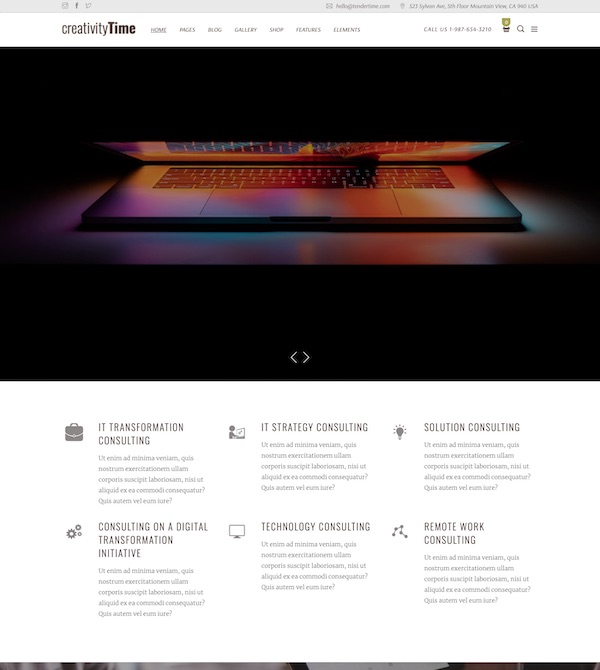 hello@tendertime.com 523 Sylvan Ave, 5th Floor Mountain View, CA 940 USA
creativityTime HOME PAGES BLOG GALLERY SHOP FEATURES ELEMENTS CALL US 1-987-654-3210
IT TRANSFORMATION
CONSULTING
Ut enim ad minima veniam, quis
nostrum exercitationem ullam
corporis suscipit laboriosam, nisi ut
aliquid ex ea commodi consequatur?
Quis autem vel eum iure?
IT STRATEGY CONSULTING
Ut enim ad minima veniam, quis
nostrum exercitationem ullam
corporis suscipit laboriosam, nisi ut
aliquid ex ea commodi consequatur?
Quis autem vel eum iure?
SOLUTION CONSULTING
Ut enim ad minima veniam, quis
nostrum exercitationem ullam
corporis suscipit laboriosam, nisi ut
aliquid ex ea commodi consequatur?
Quis autem vel eum iure?
CONSULTING ON A DIGITAL
TRANSFORMATION
INITIATIVE
Ut enim ad minima veniam, quis
nostrum exercitationem ullam
corporis suscipit laboriosam, nisi ut
aliquid ex ea commodi consequatur?
Quis autem vel eum iure?
TECHNOLOGY CONSULTING
Ut enim ad minima veniam, quis
nostrum exercitationem ullam
corporis suscipit laboriosam, nisi ut
aliquid ex ea commodi consequatur?
Quis autem vel eum iure?
REMOTE WORK
CONSULTING
Ut enim ad minima veniam, quis
nostrum exercitationem ullam
corporis suscipit laboriosam, nisi ut
aliquid ex ea commodi consequatur?
Quis autem vel eum iure?